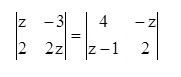 |z -3| = |4 -z|
|2 2z| |z-1 2|